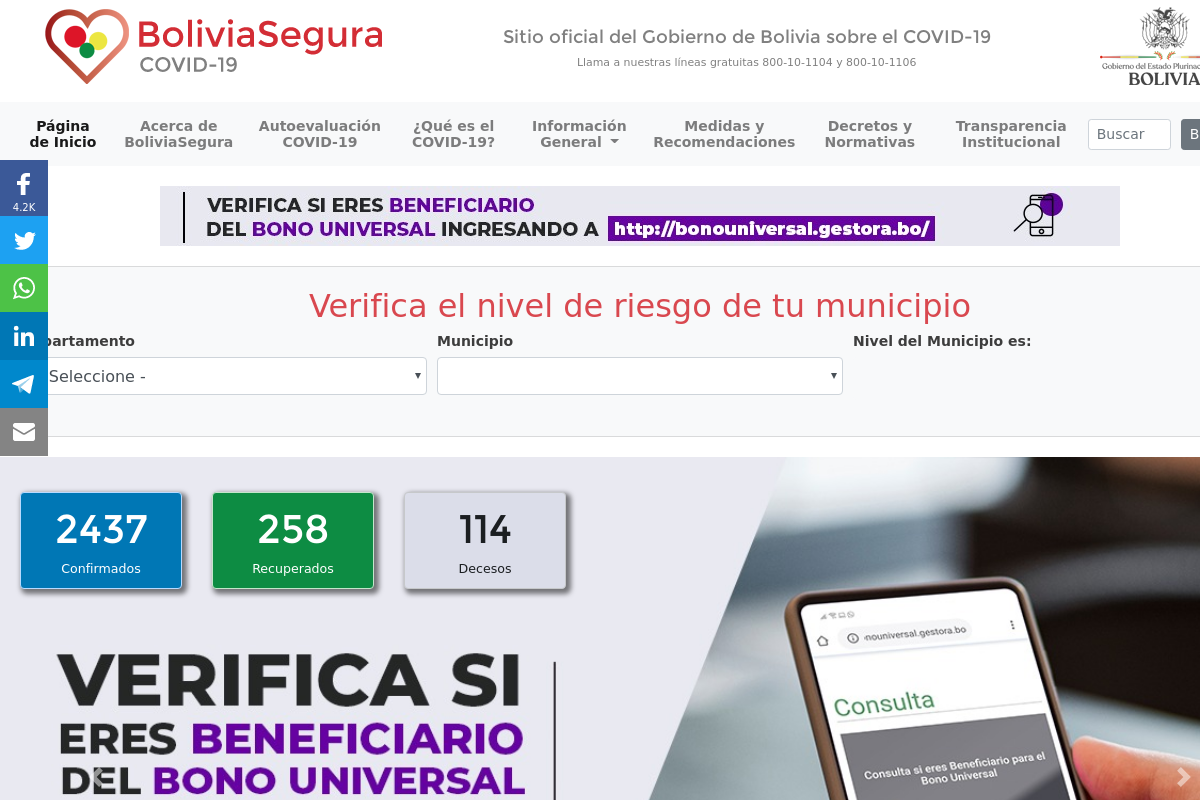 BoliviaSegura
COVID-19
Sitio oficial del Gobierno de Bolivia sobre el COVID-19
Llama a nuestras líneas gratuitas 800-10-1104 y 800-10-1106
Gobierno del Estado
BOLIVIA
Página
de Inicio
Acerca de
BoliviaSegura
Autoevaluación
COVID-19
¿Qué es el
COVID-19?
Información
General
Medidas y
Recomendaciones
Decretos y
Normativas
Transparencia
Institucional
Buscar
B
4.2K
VERIFICA SI ERES BENEFICIARIO
DEL BONO UNIVERSAL INGRESANDO A http://bonouniversal.gestora.bo/
Verifica el nivel de riesgo de tu municipio
partamento
Municipio
Nivel del Municipio es:
Seleccione -
2437
Confirmados
258
Recuperados
114
Decesos
VERIFICA SI
ERES BENEFICIARIO
DEL BONO UNIVERSAL
nouniversal.gestora.bo
Consulta
Consulta si eres Beneficiario para el
Bono Universal